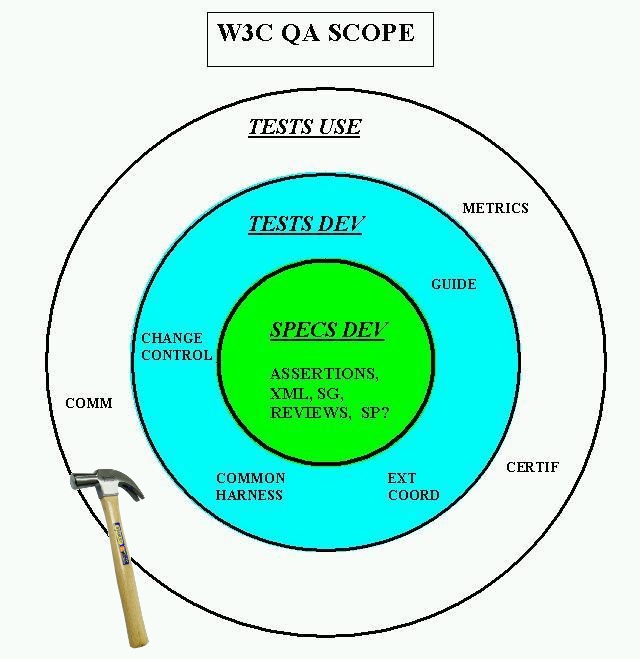 W3C QA SCOPE
TESTS USE
METRICS
TESTS DEV
GUIDE
SPECS DEV
CHANGE
CONTROL
ASSERTIONS,
XML, SG,
REVIEWS, SP?
COMM
CERTIF
COMMON
HARNESS
EXT
COORD